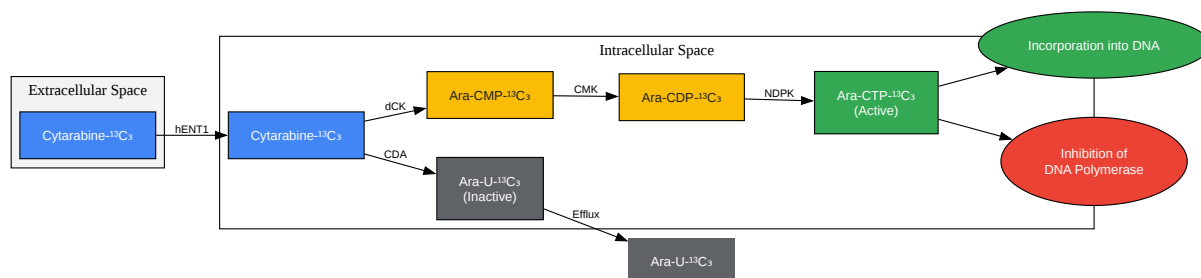 Extracellular Space
Cytarabine-¹³C₃
hENT1
Intracellular Space
Cytarabine-¹³C₃
dCK
Ara-CMP-¹³C₃
CMK
Ara-CDP-¹³C₃
NDPK
Ara-CTP-¹³C₃
(Active)
Incorporation into DNA
Inhibition of
DNA Polymerase
CDA
Ara-U-¹³C₃
(Inactive)
Efflux
Ara-U-¹³C₃